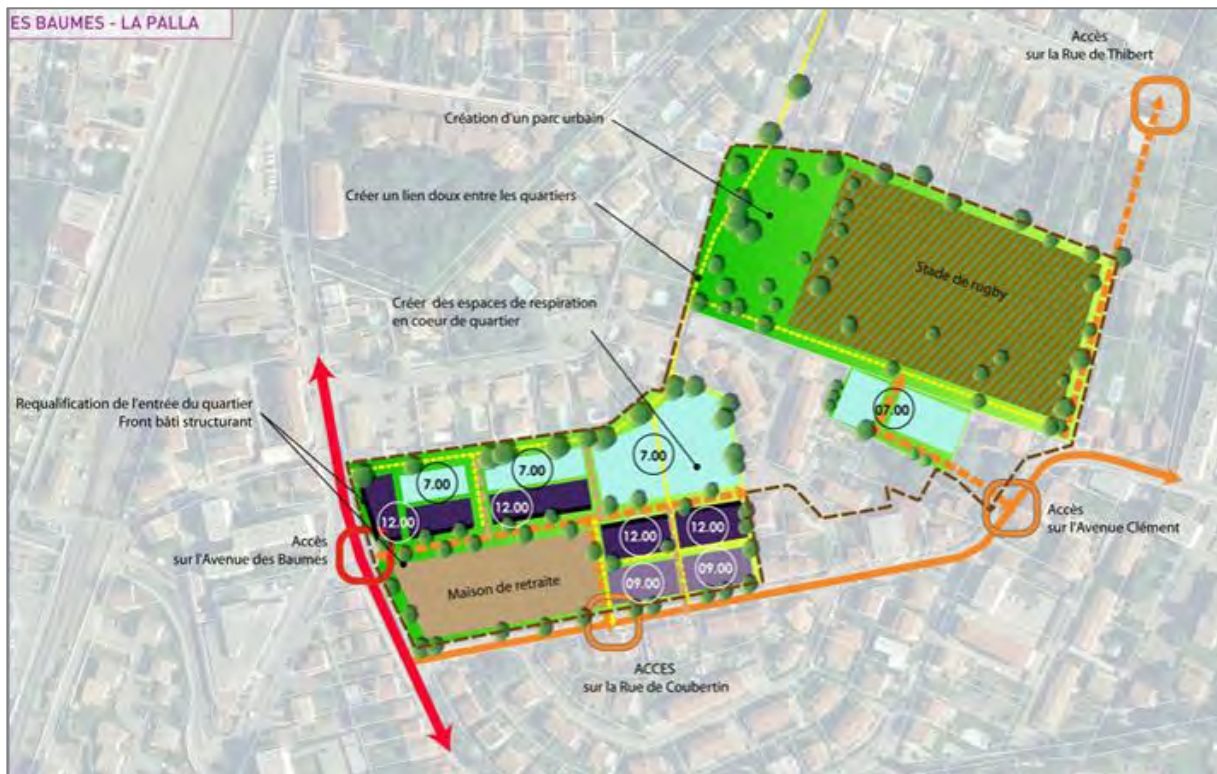 ES BAUMES - LA PALLA
Accès
sur la Rue de Thibert
Création d'un parc urbain
Créer un lien doux entre les quartiers
Stade de rugby
Créer des espaces de respiration
en coeur de quartier
Requalification de l'entrée du quartier
Front bâti structurant
07.00
7.00
7.00
7.00
12.00
12.00
12.00
12.00
Accès
sur l'Avenue des Baumes
Accès
sur l'Avenue Clément
Maison de retraite
09.00
09.00
ACCES
sur la Rue de Coubertin